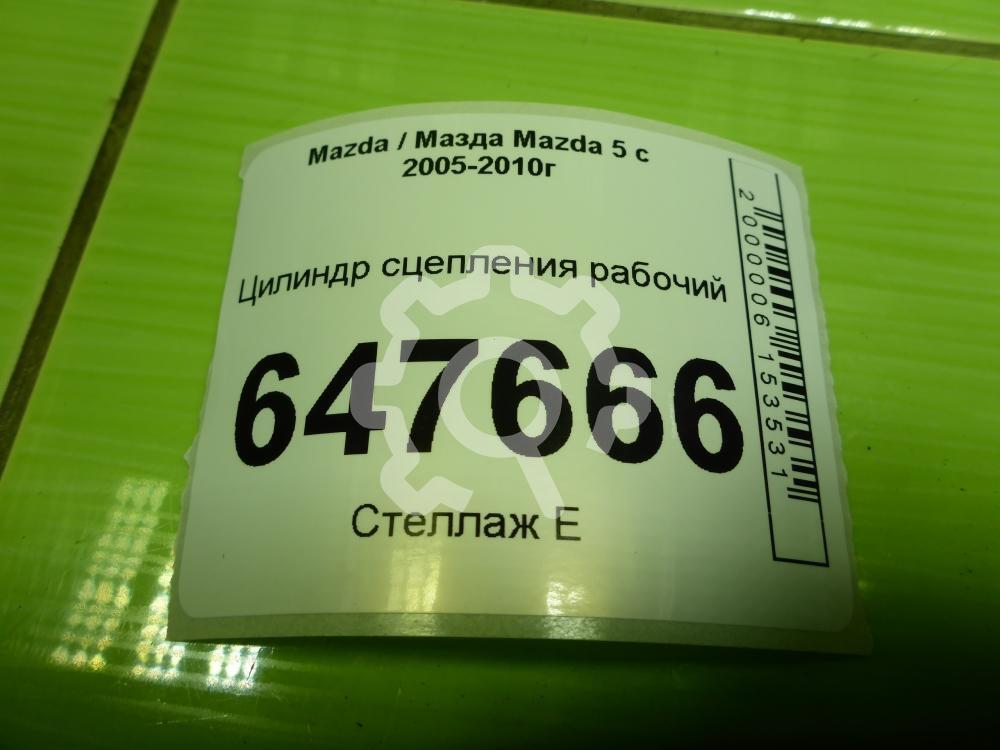 Mazda / Мазда Mazda 5 с
2005-2010г
Цилиндр сцепления рабочий
647666
Стеллаж Е
2000006153531